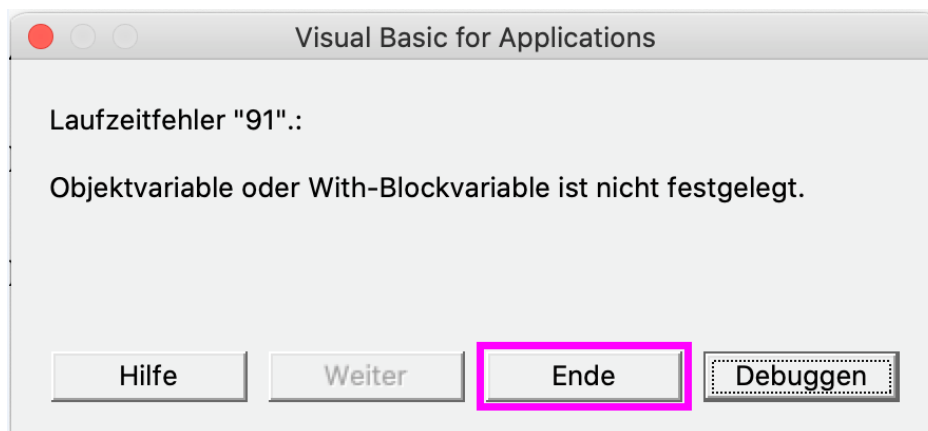 Visual Basic for Applications
Laufzeitfehler "91".:
Objektvariable oder With-Blockvariable ist nicht festgelegt.
Hilfe Weiter Ende Debuggen